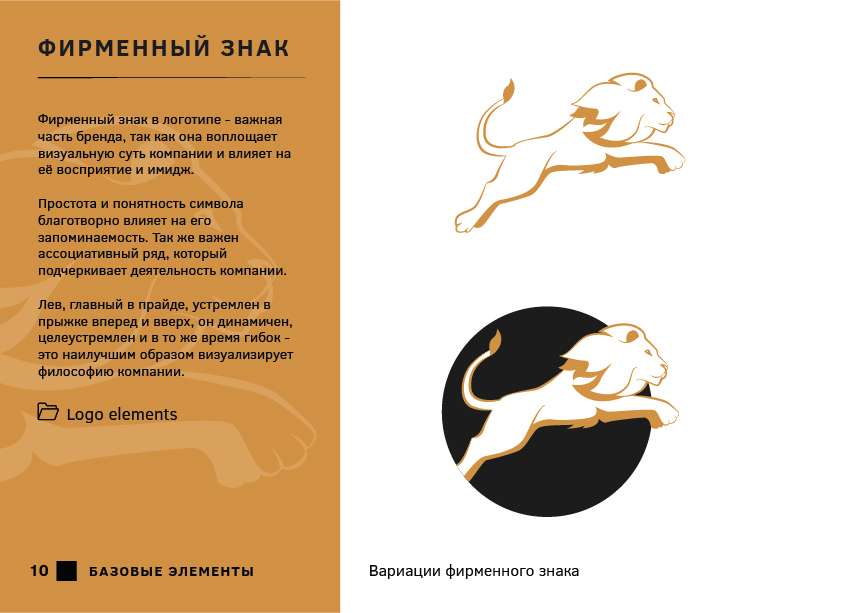 ФИРМЕННЫЙ ЗНАК
Фирменный знак в логотипе - важная
часть бренда, так как она воплощает
визуальную суть компании и влияет на
её восприятие и имидж.
Простота и понятность символа
благотворно влияет на его
запоминаемость. Так же важен
ассоциативный ряд, который
подчеркивает деятельность компании.
Лев, главный в прайде, устремлен в
прыжке вперед и вверх, он динамичен,
целеустремлен и в то же время гибок -
это наилучшим образом визуализирует
философию компании.
Logo elements
10 БАЗОВЫЕ ЭЛЕМЕНТЫ
Вариации фирменного знака